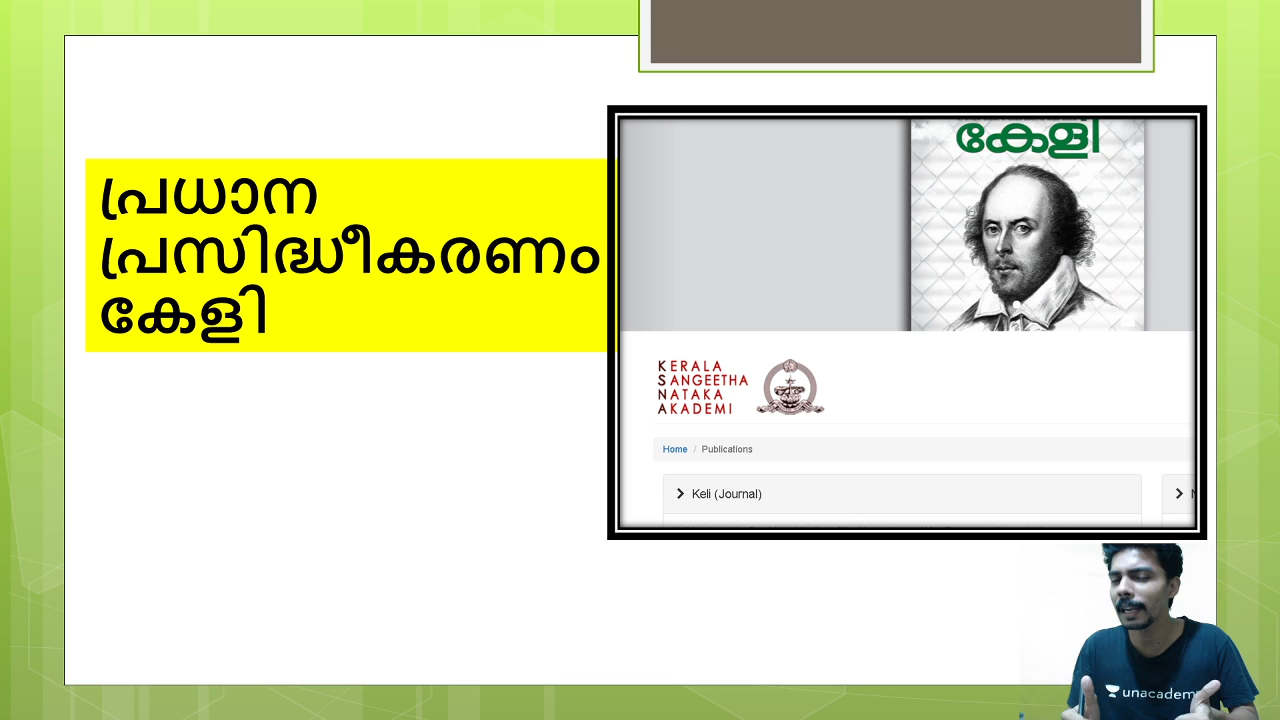 പ്രധാന
പ്രസിദ്ധീകരണം
കേളി
കേളി
KERALA
SANGEETHA
NATAKA
AKADEMI
Home / Publications
Keli (Journal)
unacademy